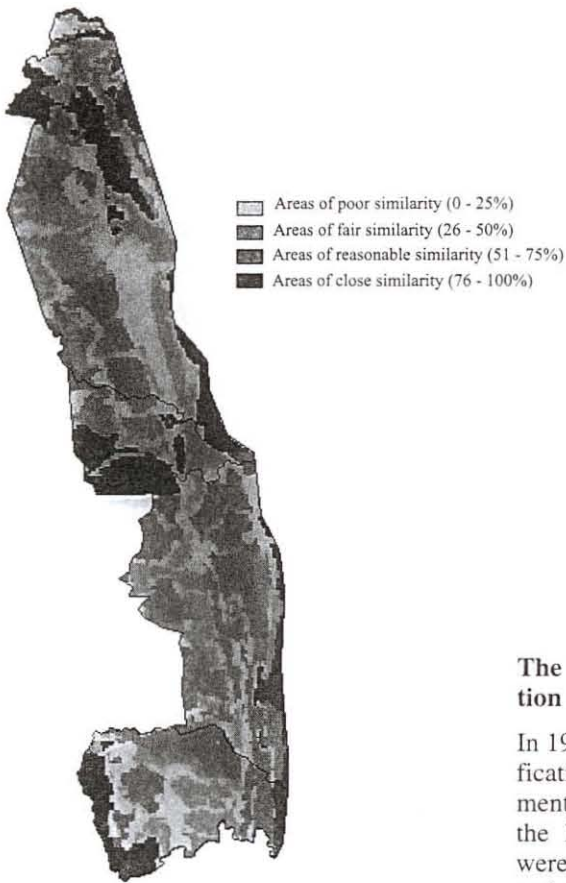 Areas of poor similarity (0 - 25%)
Areas of fair similarity (26 - 50%)
Areas of reasonable similarity (51 - 75%)
Areas of close similarity (76 - 100%)
The
tion
In 19
ficati
ment
the
were